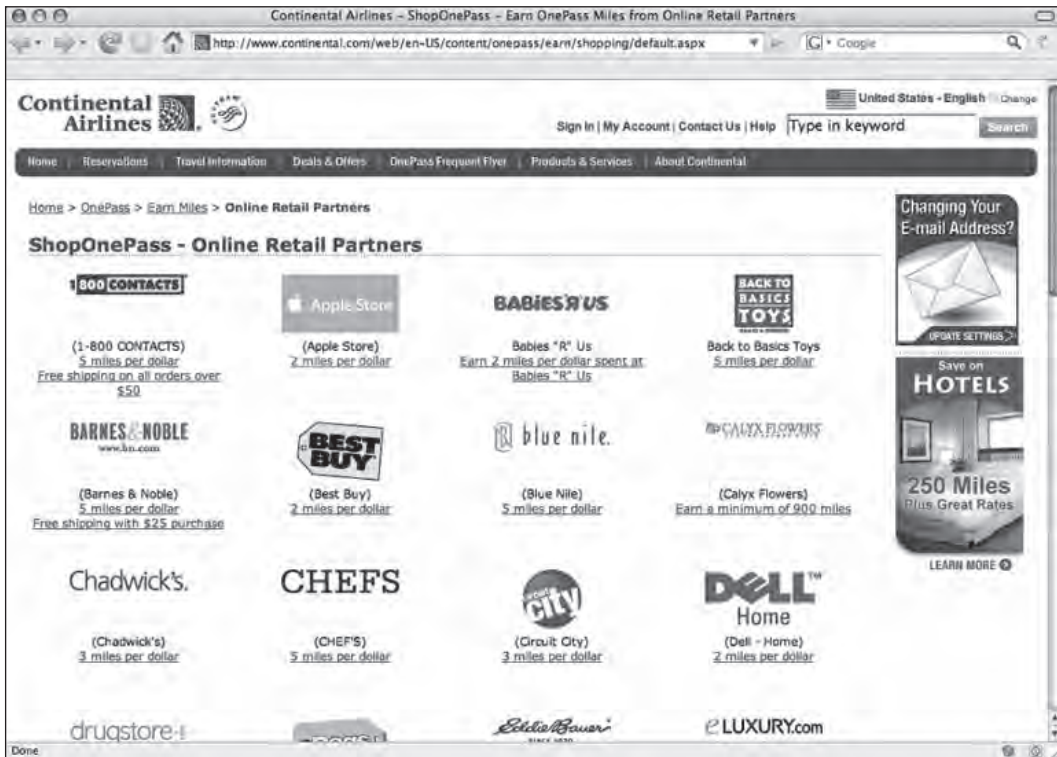 Continental Airlines – ShopOnePass – Earn OnePass Miles from Online Retail Partners
http://www.continental.com/web/en-US/content/onepass/earn/shopping/default.aspx
G Google
Continental
Airlines
United States - English Change
Sign In | My Account | Contact Us | Help Type in keyword Search
Home Reservations Travel Information Deals & Offers OnePass Frequent Flyer Products & Services About Continental
Home > OnePass > Earn Miles > Online Retail Partners
ShopOnePass - Online Retail Partners
1 800 CONTACTS
(1-800 CONTACTS)
5 miles per dollar
Free shipping on all orders over
$50
Apple Store
(Apple Store)
2 miles per dollar
BABIES R US
Babies "R" Us
Earn 2 miles per dollar spent at
Babies "R" Us
BACK TO
BASICS
TOYS
Back to Basics Toys
5 miles per dollar
BARNES & NOBLE
www.bn.com
(Barnes & Noble)
5 miles per dollar
Free shipping with $25 purchase
BEST
BUY
(Best Buy)
2 miles per dollar
blue nile.
(Blue Nile)
5 miles per dollar
CALYX FLOWERS
(Calyx Flowers)
Earn a minimum of 900 miles
Chadwick's.
(Chadwick's)
3 miles per dollar
CHEFS
(CHEF'S)
5 miles per dollar
circuit
city
(Circuit City)
3 miles per dollar
DELL™
Home
(Dell - Home)
2 miles per dollar
drugstore
Eddie Bauer
eLUXURY.com
Changing Your
E-mail Address?
UPDATE SETTINGS >
Save on
HOTELS
250 Miles
Plus Great Rates
LEARN MORE
Done